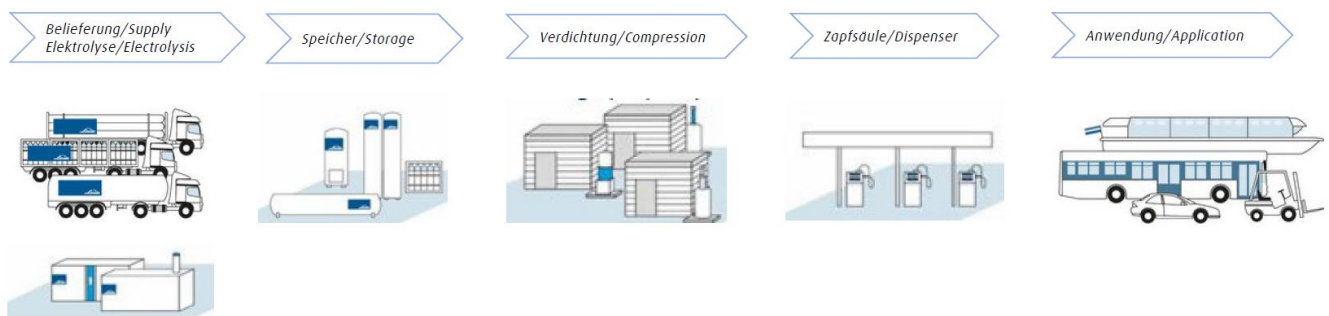 Belieferung/Supply
Elektrolyse/Electrolysis
Speicher/Storage
Verdichtung/Compression
Zapfsäule/Dispenser
Anwendung/Application